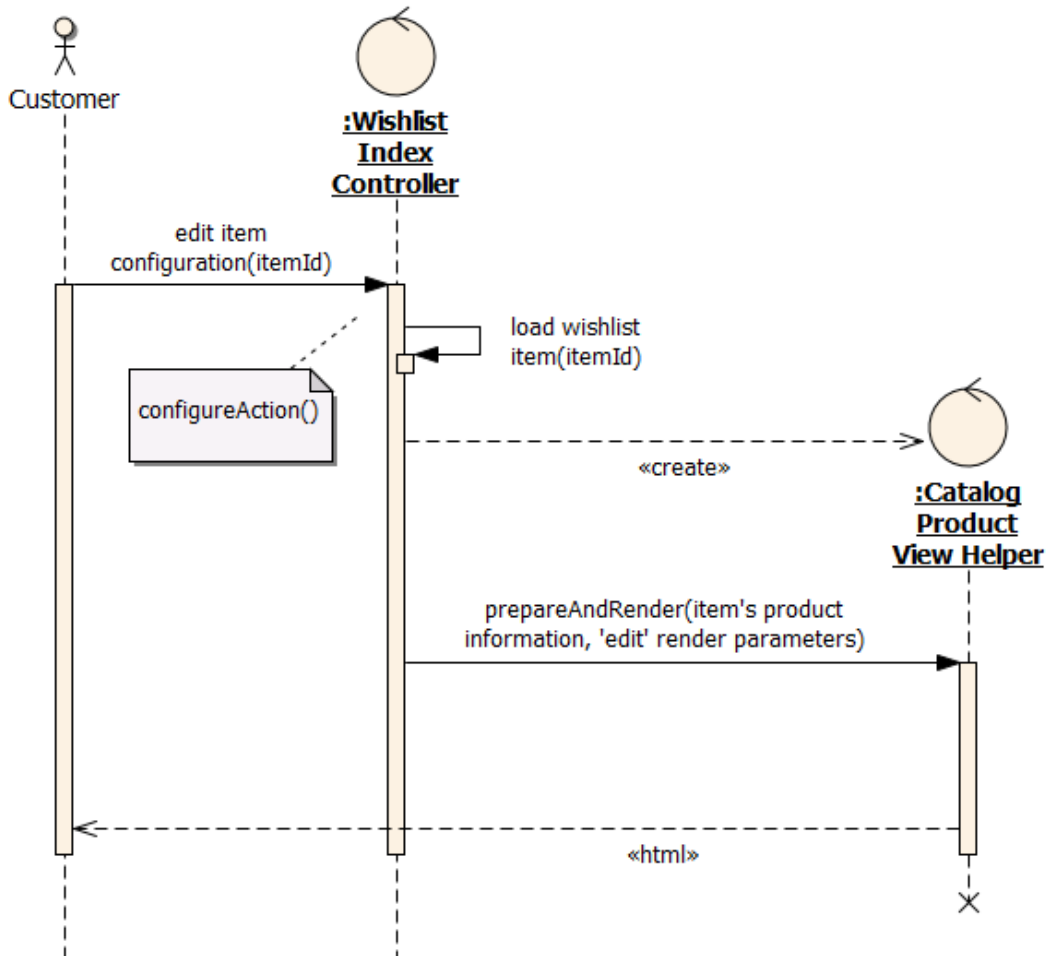 Customer
:Wishlist
Index
Controller
edit item
configuration(itemId)
load wishlist
item(itemId)
configureAction()
«create»
:Catalog
Product
View Helper
prepareAndRender(item's product
information, 'edit' render parameters)
«html»